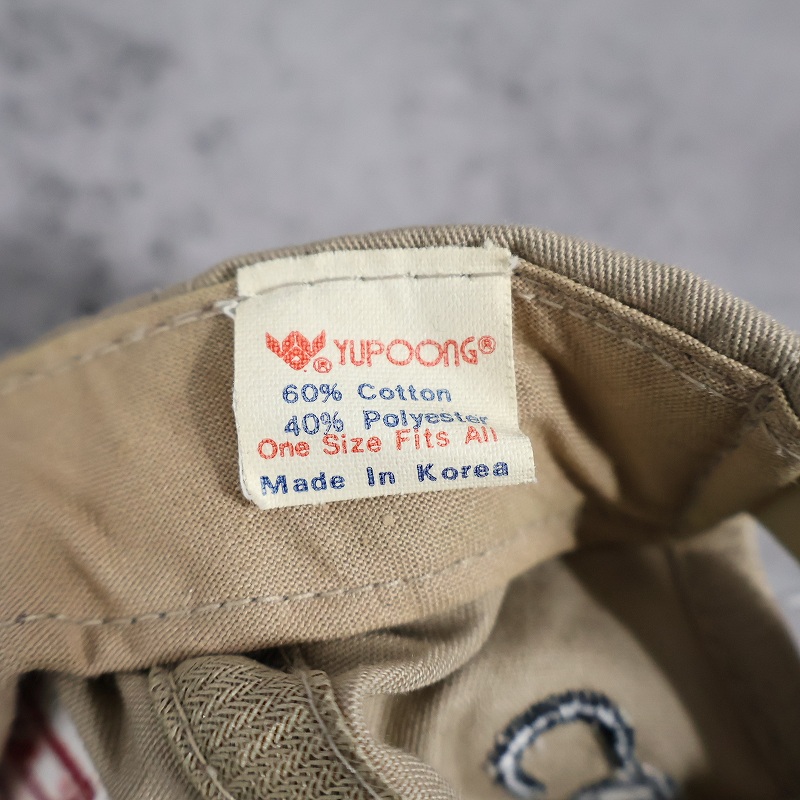 ® YUPOONG®
60% Cotton
40% Polyester
One Size Fits All
Made In Korea